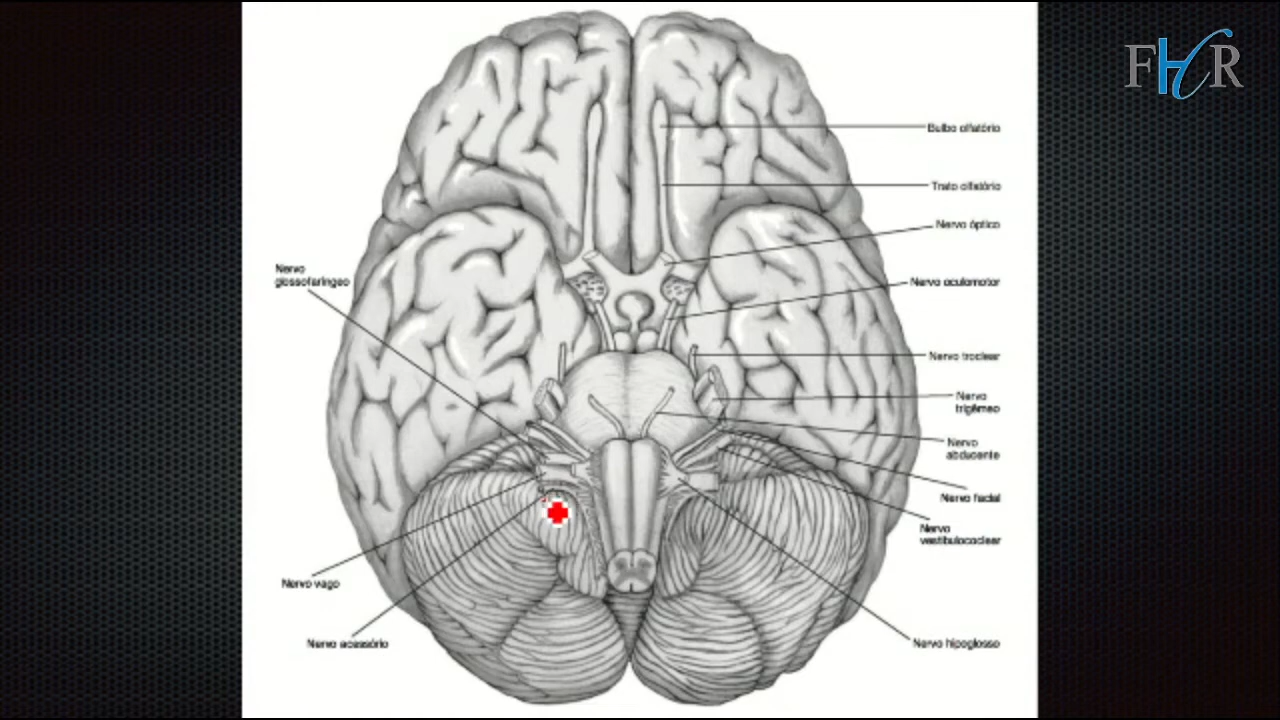 FHR
Bulbo olfatório
Trato olfatório
Nervo óptico
Nervo
glossofaríngeo
Nervo oculomotor
Nervo troclear
Nervo
trigêmeo
Nervo
abducente
Nervo facial
Nervo
vestibulococlear
Nervo vago
Nervo acessório
Nervo hipoglosso